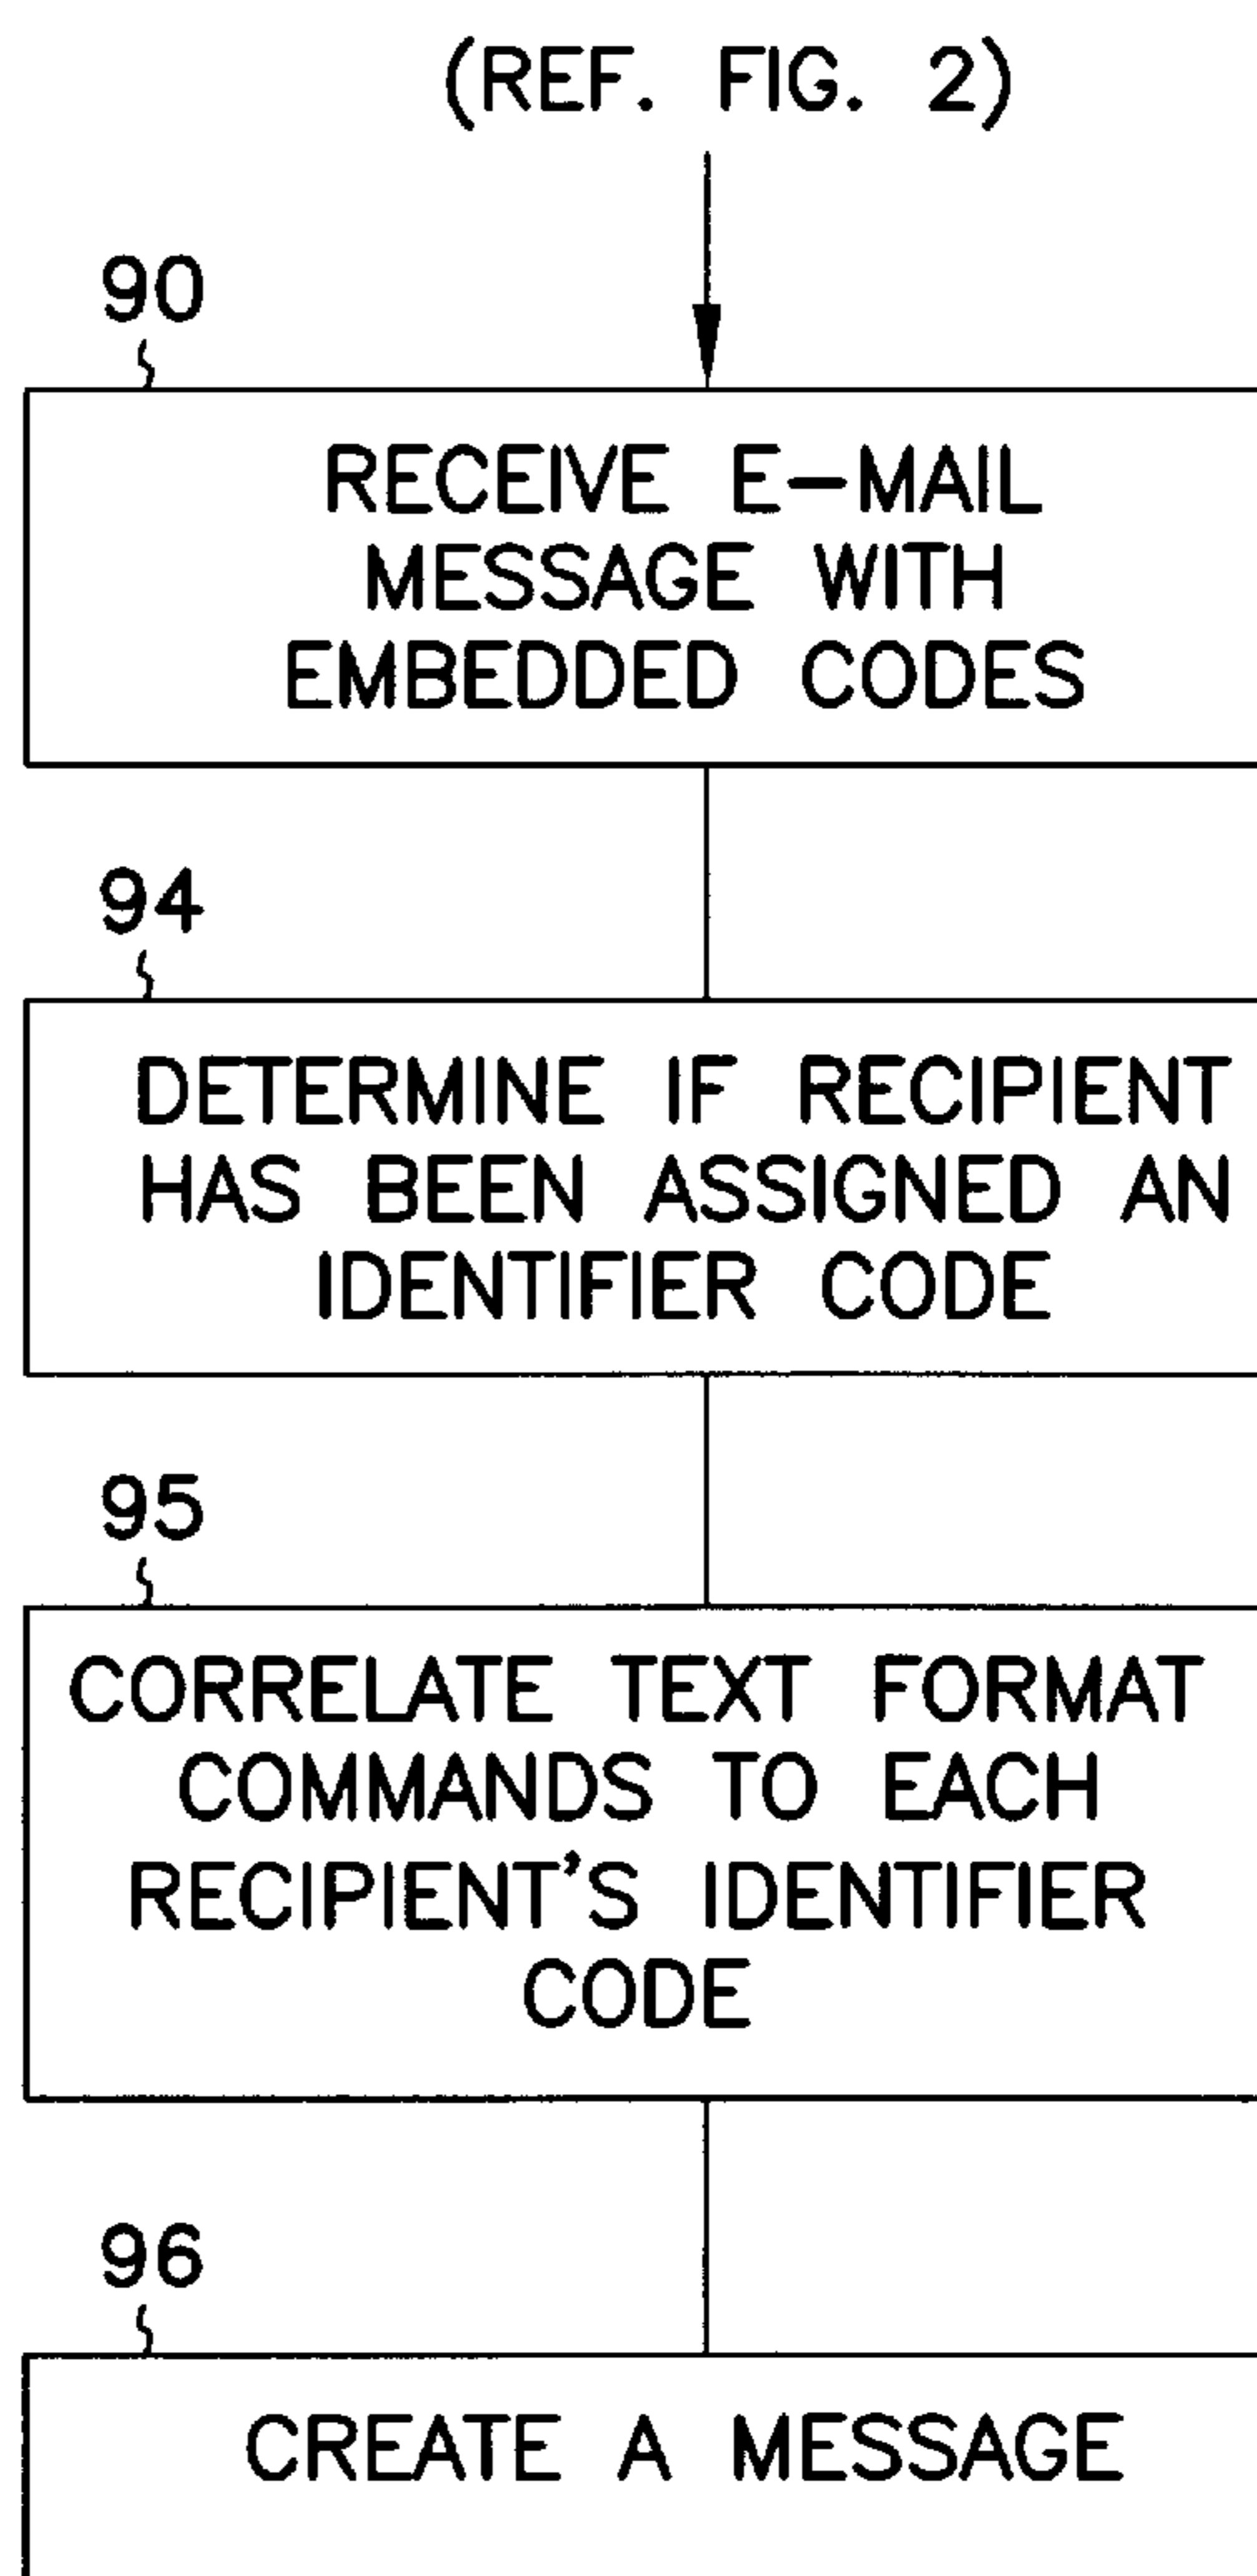 (REF. FIG. 2)
90
RECEIVE E-MAIL
MESSAGE WITH
EMBEDDED CODES
94
DETERMINE IF RECIPIENT
HAS BEEN ASSIGNED AN
IDENTIFIER CODE
95
CORRELATE TEXT FORMAT
COMMANDS TO EACH
RECIPIENT'S IDENTIFIER
CODE
96
CREATE A MESSAGE